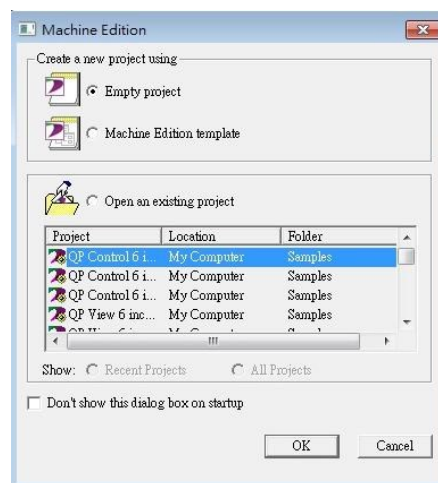 Machine Edition
Create a new project using
Empty project
Machine Edition template
Open an existing project
Project Location Folder
QP Control 6 i... My Computer Samples
QP Control 6 i... My Computer Samples
QP Control 6 i... My Computer Samples
QP View 6 inc... My Computer Samples
Show: Recent Projects All Projects
Don't show this dialog box on startup
OK Cancel